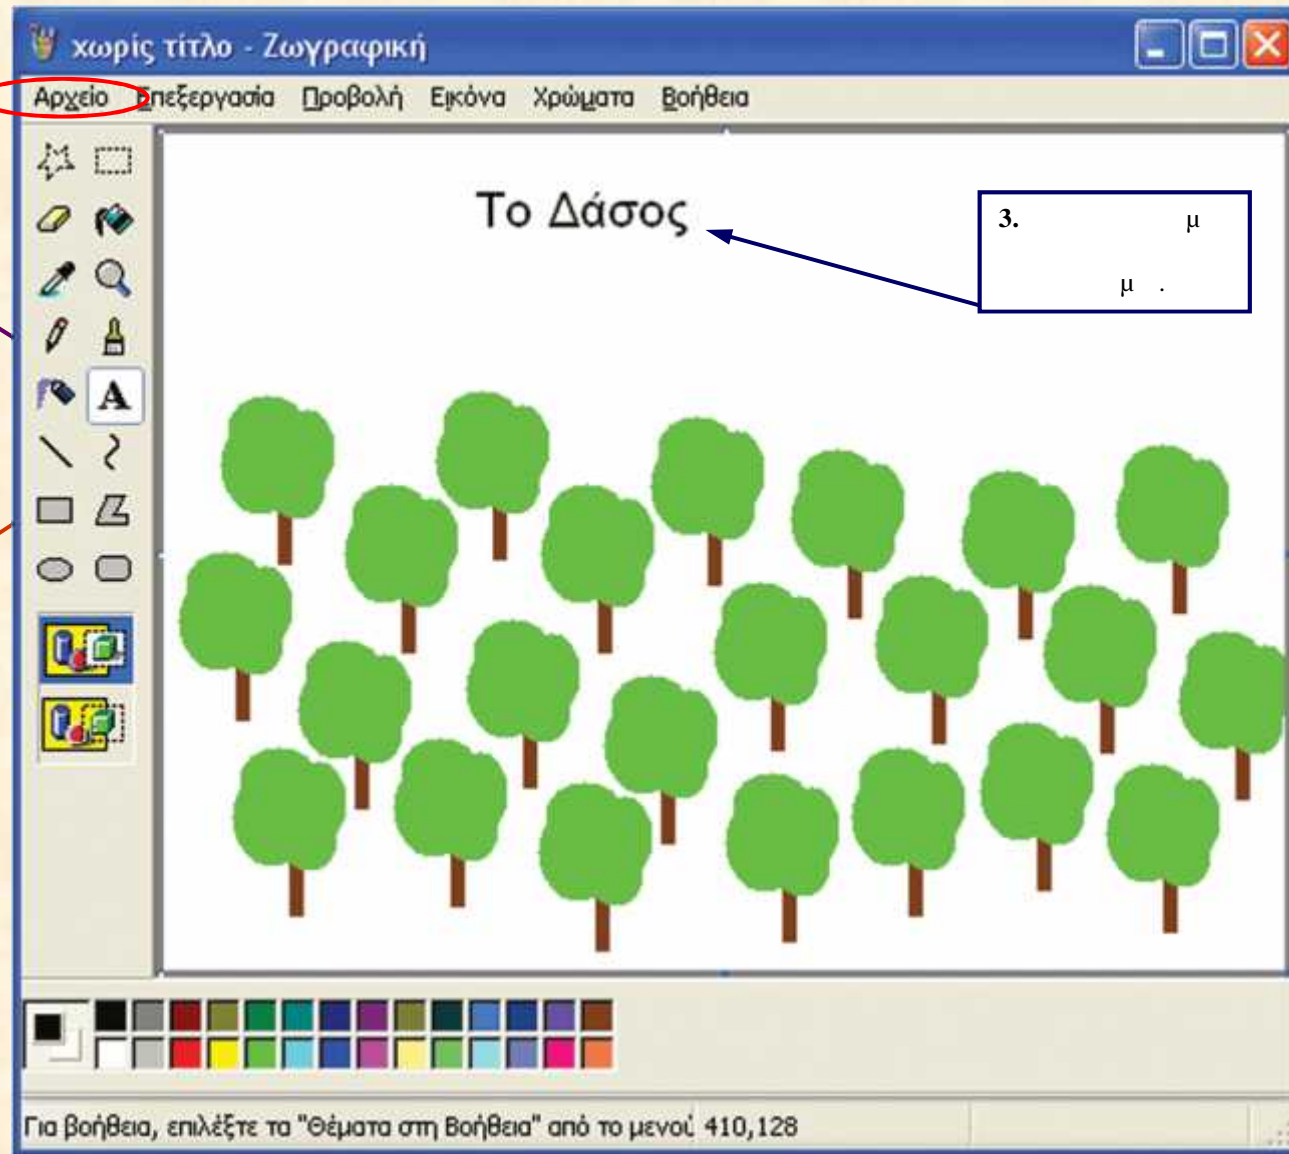 χωρίς τίτλο - Ζωγραφική
Αρχείο Επεξεργασία Προβολή Εικόνα Χρώματα Βοήθεια
Το Δάσος
3. μ
μ .
A
Για βοήθεια, επιλέξτε τα "Θέματα στη Βοήθεια" από το μενού 410,128